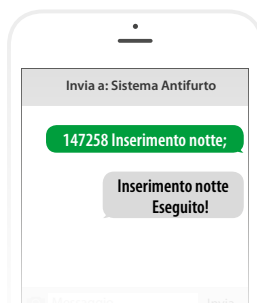 Invia a: Sistema Antifurto
147258 Inserimento notte;
Inserimento notte
Eseguito!